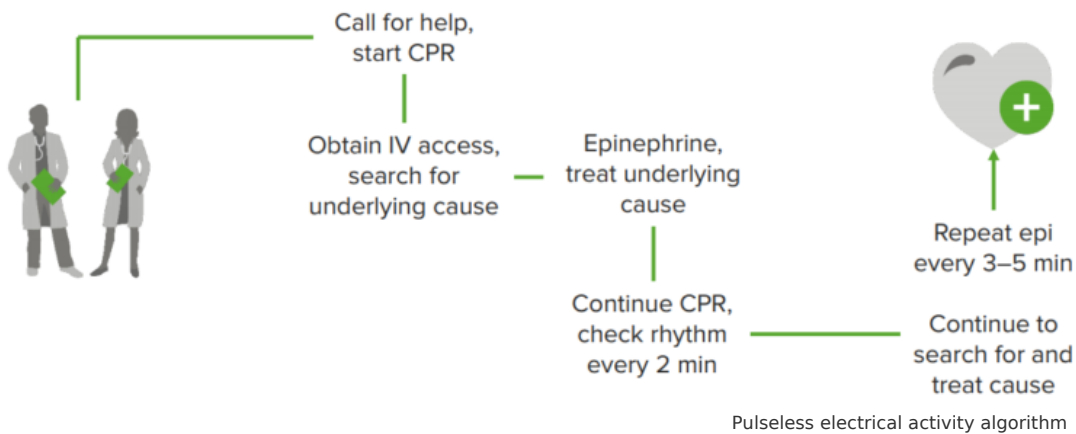 Call for help,
start CPR
Obtain IV access,
search for
underlying cause
Epinephrine,
treat underlying
cause
Continue CPR,
check rhythm
every 2 min
Continue to
search for and
treat cause
Repeat epi
every 3–5 min
Pulseless electrical activity algorithm